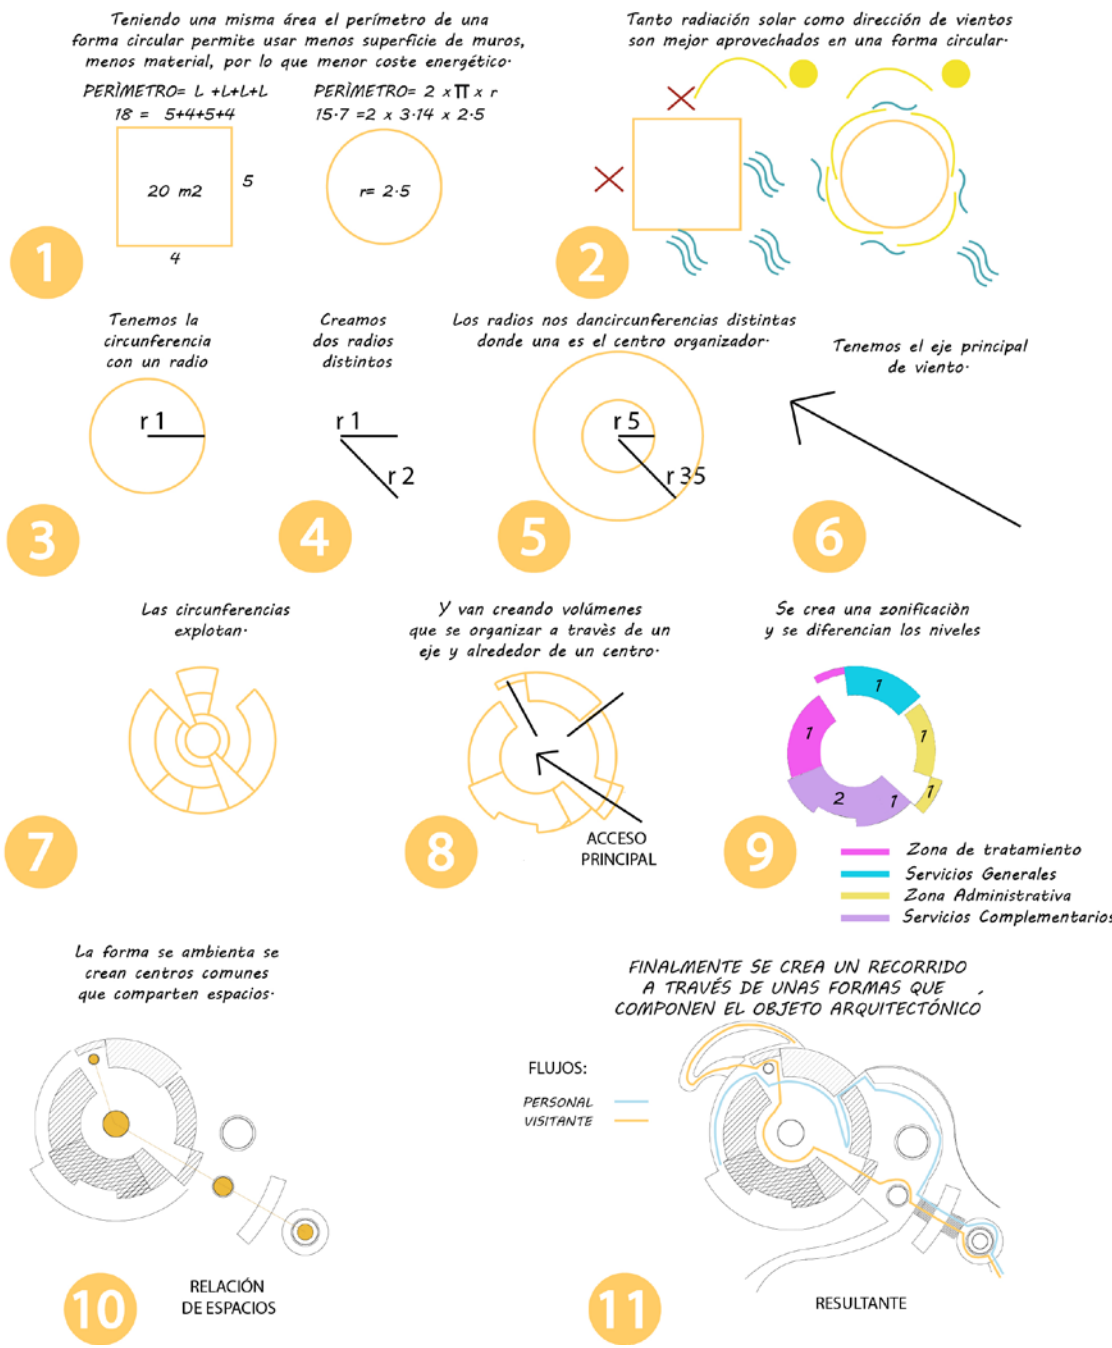 Teniendo una misma área el perímetro de una
forma circular permite usar menos superficie de muros,
menos material, por lo que menor coste energético·
PERÌMETRO= L +L+L+L
18 = 5+4+5+4
PERÌMETRO= 2 x π x r
15·7 =2 x 3·14 x 2·5
20 m2
5
4
r= 2·5
1
Tanto radiación solar como dirección de vientos
son mejor aprovechados en una forma circular·
2
Tenemos la
circunferencia
con un radio
r 1
3
Creamos
dos radios
distintos
r 1
r 2
4
Los radios nos dancircunferencias distintas
donde una es el centro organizador·
r 5
r 35
5
Tenemos el eje principal
de viento·
6
Las circunferencias
explotan·
7
Y van creando volúmenes
que se organizar a travès de un
eje y alrededor de un centro·
ACCESO
PRINCIPAL
8
Se crea una zonificaciòn
y se diferencian los niveles
1
1
1
1
2
1
9
Zona de tratamiento
Servicios Generales
Zona Administrativa
Servicios Complementarios
La forma se ambienta se
crean centros comunes
que comparten espacios·
10
RELACIÓN
DE ESPACIOS
FINALMENTE SE CREA UN RECORRIDO
A TRAVÉS DE UNAS FORMAS QUE
COMPONEN EL OBJETO ARQUITECTÓNICO
FLUJOS:
PERSONAL
VISITANTE
11
RESULTANTE